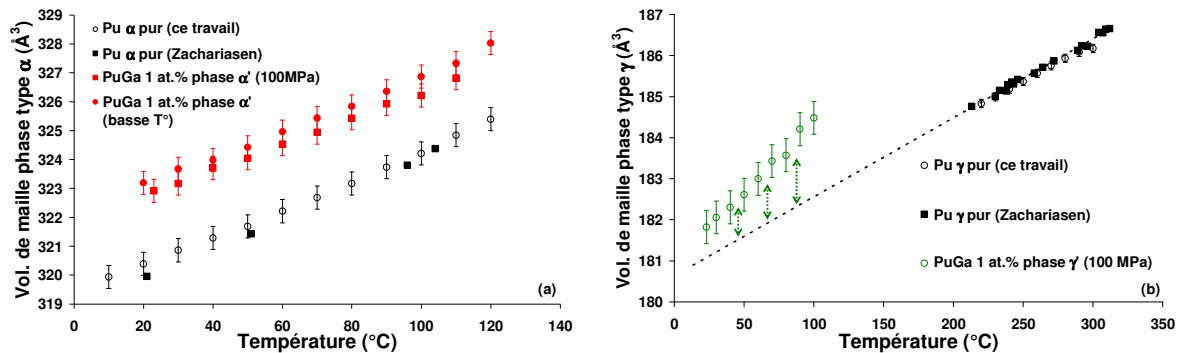 Vol. de maille phase type α (Å³)
329
328
327
326
325
324
323
322
321
320
319
Pu α pur (ce travail)
Pu α pur (Zachariasen)
PuGa 1 at.% phase α' (100MPa)
PuGa 1 at.% phase α'
(basse T°)
(a)
0 20 40 60 80 100 120 140
Température (°C)
Vol. de maille phase type γ (Å³)
187
186
185
184
183
182
181
180
Pu γ pur (ce travail)
Pu γ pur (Zachariasen)
PuGa 1 at.% phase γ' (100 MPa)
(b)
0 50 100 150 200 250 300 350
Température (°C)